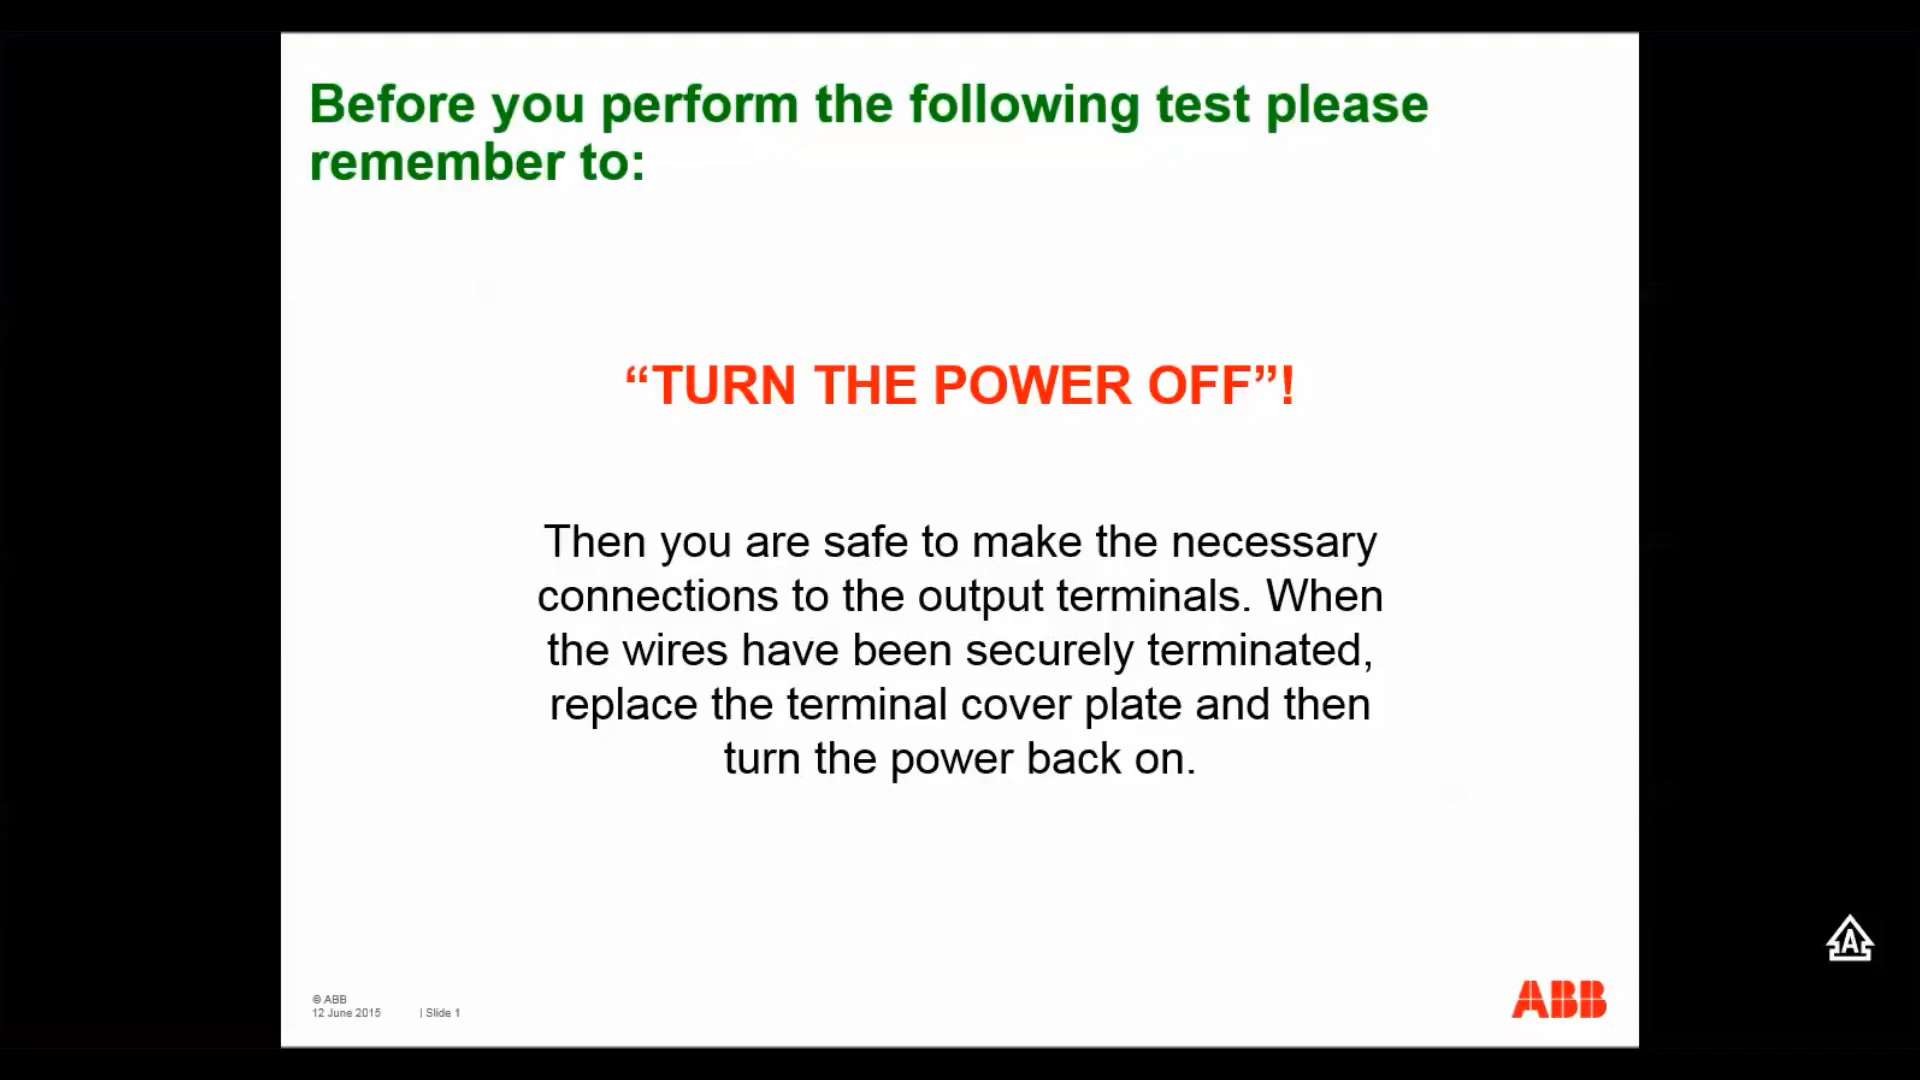 Before you perform the following test please
remember to:
“TURN THE POWER OFF”!
Then you are safe to make the necessary
connections to the output terminals. When
the wires have been securely terminated,
replace the terminal cover plate and then
turn the power back on.
© ABB
12 June 2015 | Slide 1
ABB
A